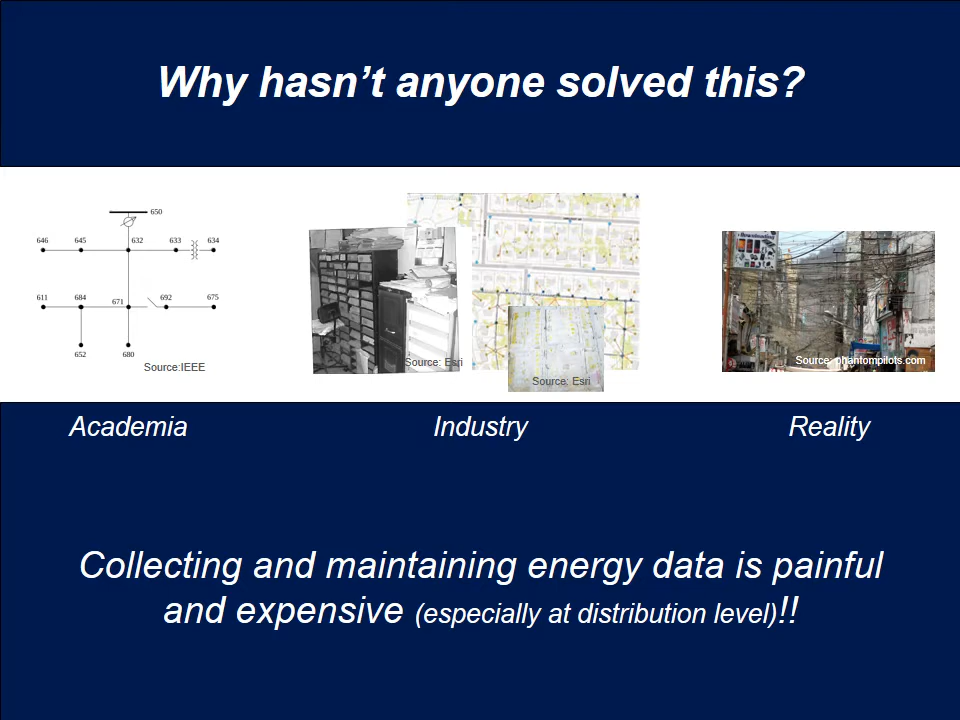 Why hasn’t anyone solved this?
650
646 645 632 633 634
611 684 671 692 675
652 680
Source:IEEE
Source: Esri
Source: Esri
Source: phantompilots.com
Academia Industry Reality
Collecting and maintaining energy data is painful
and expensive (especially at distribution level)!!